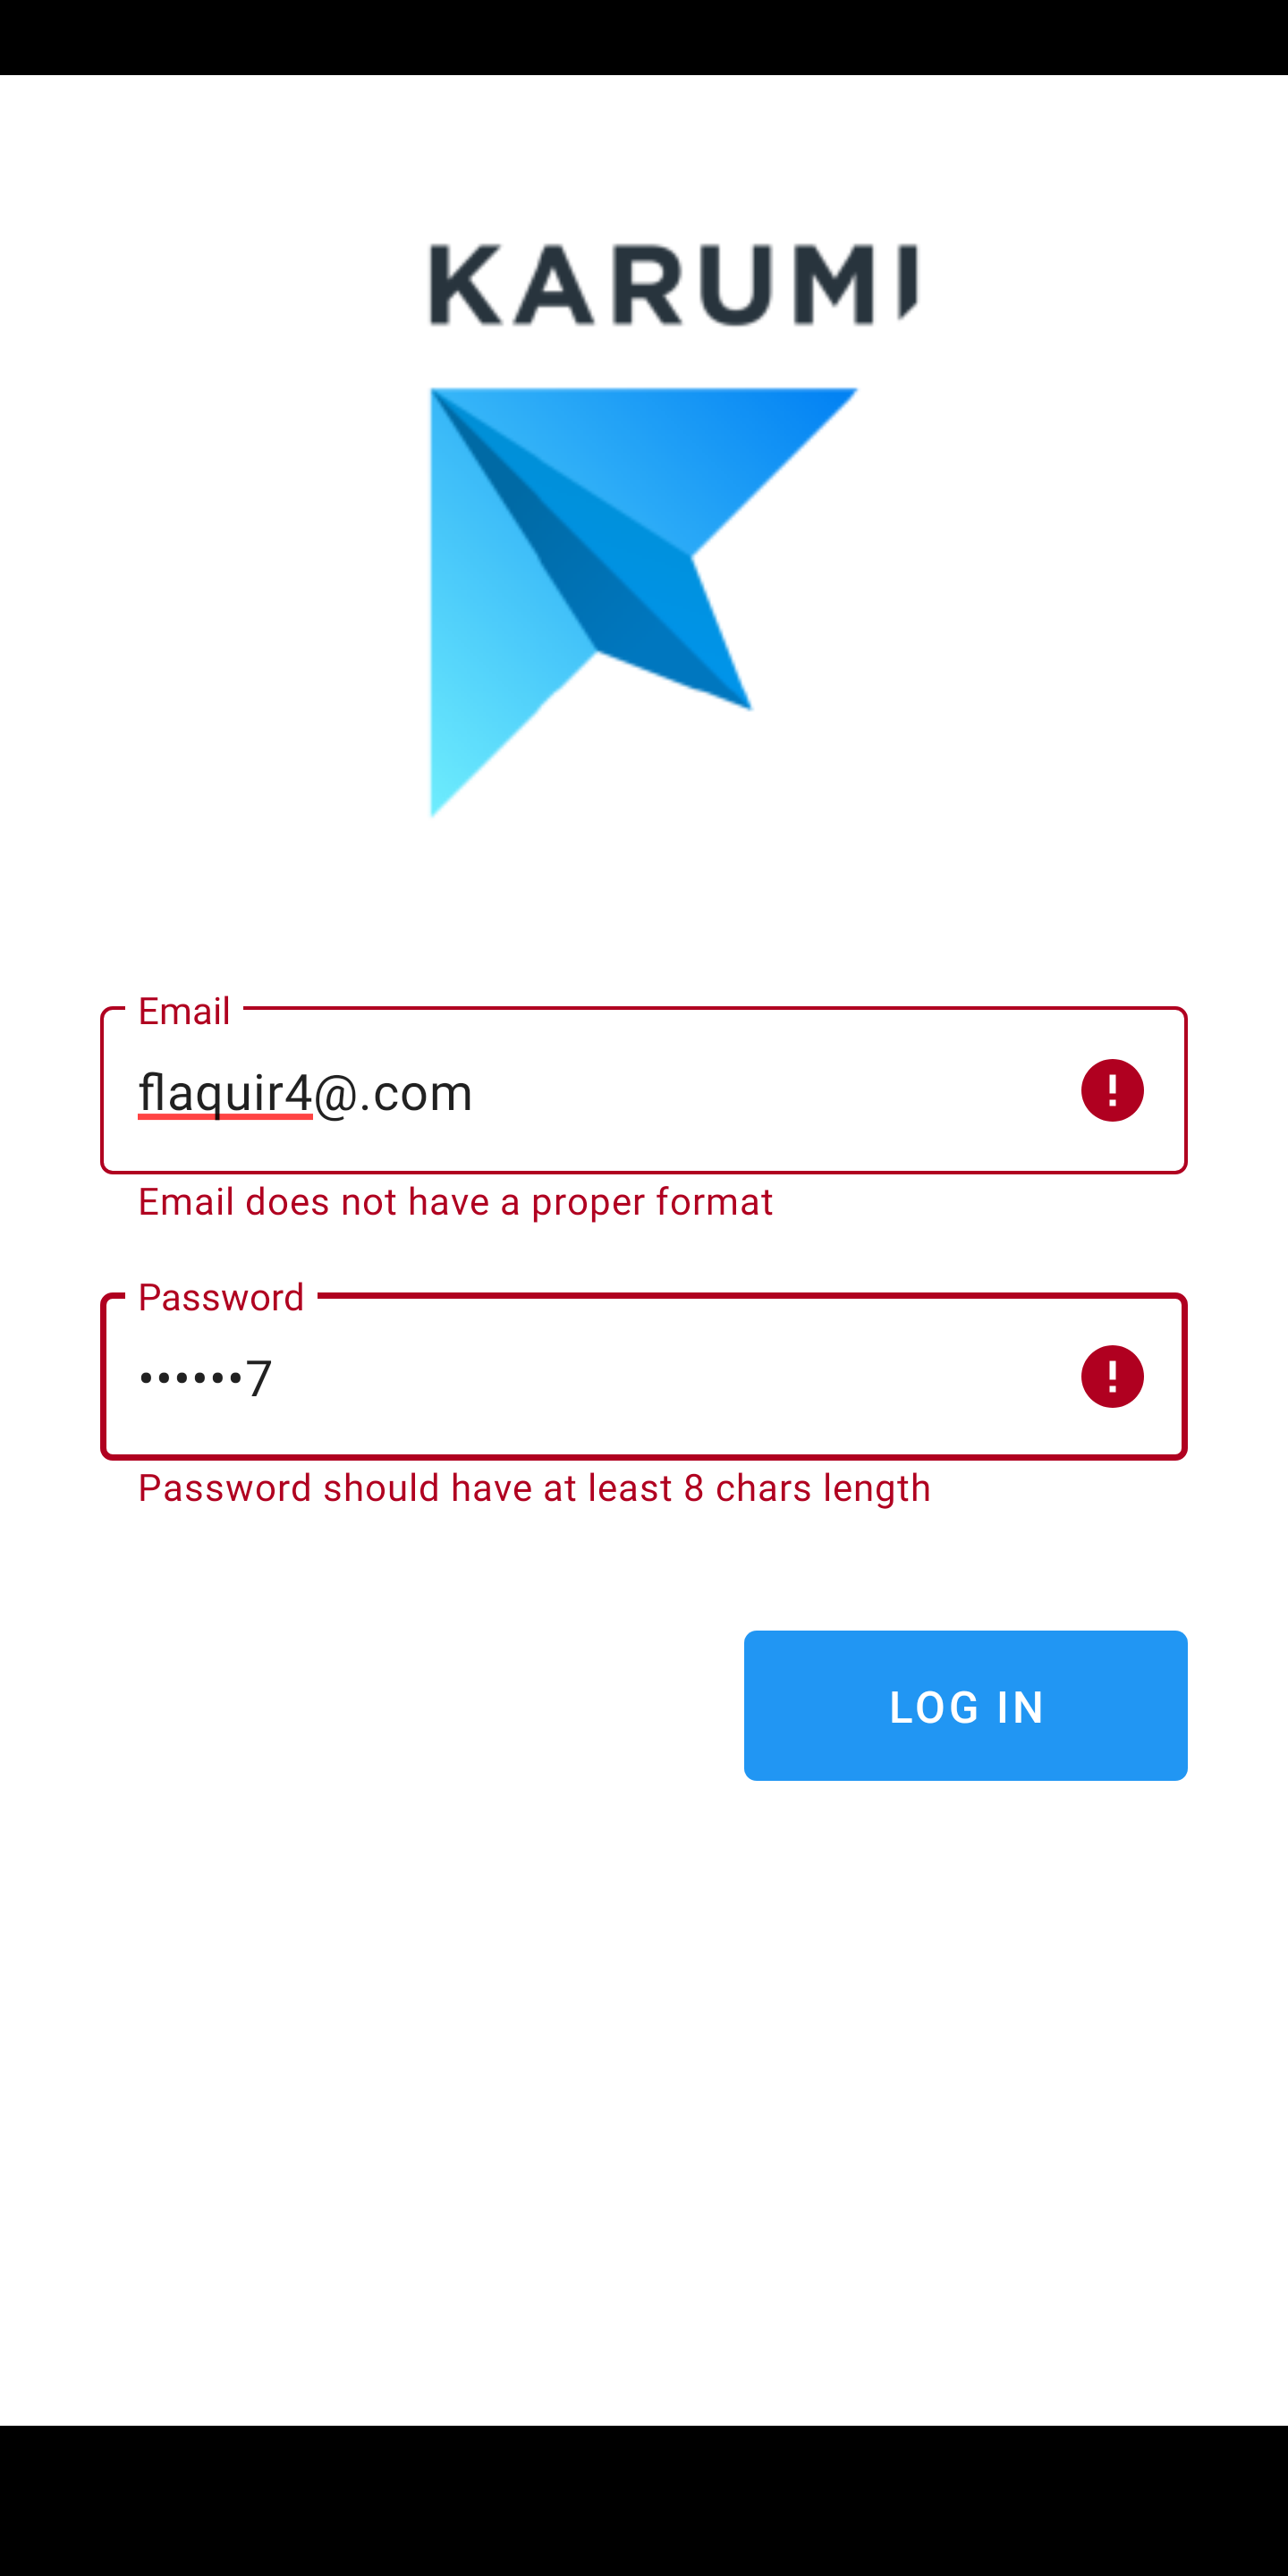 KARUMI
Email
flaquir4@.com
Email does not have a proper format
Password
••••••7
Password should have at least 8 chars length
LOG IN